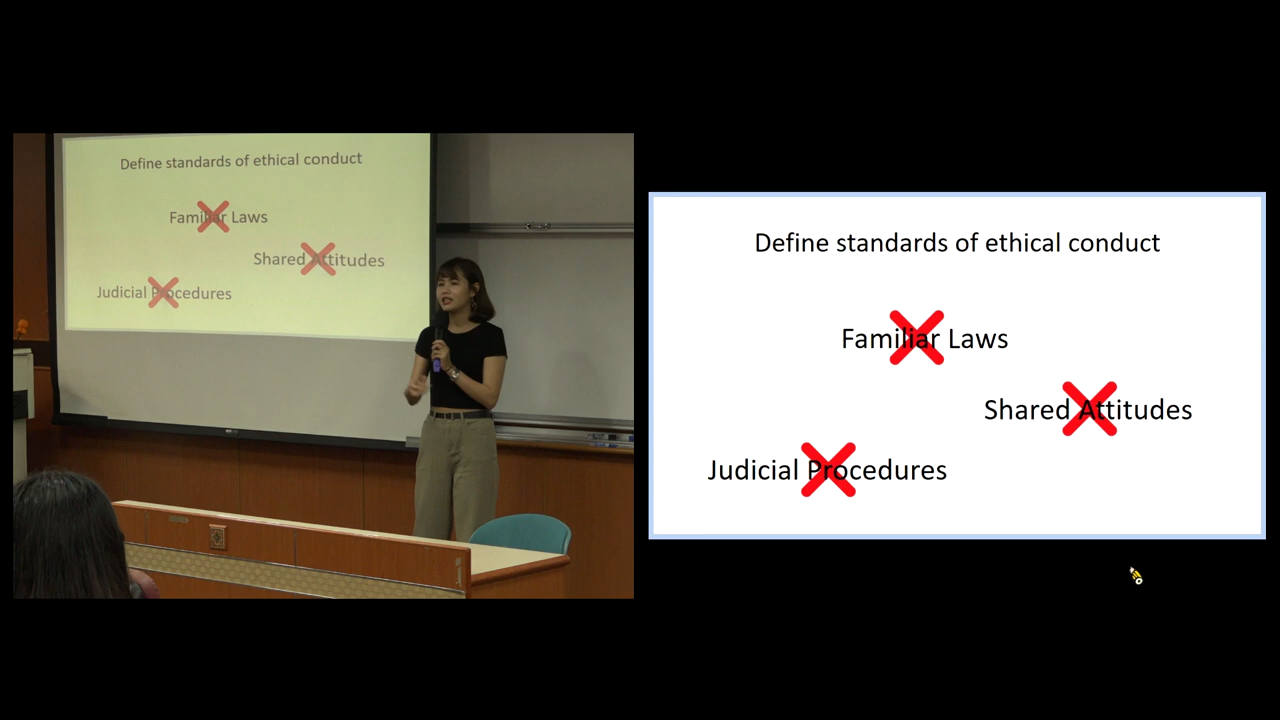 Define standards of ethical conduct
Familiar Laws
Shared Attitudes
Judicial Procedures
Define standards of ethical conduct
Familiar Laws
Shared Attitudes
Judicial Procedures